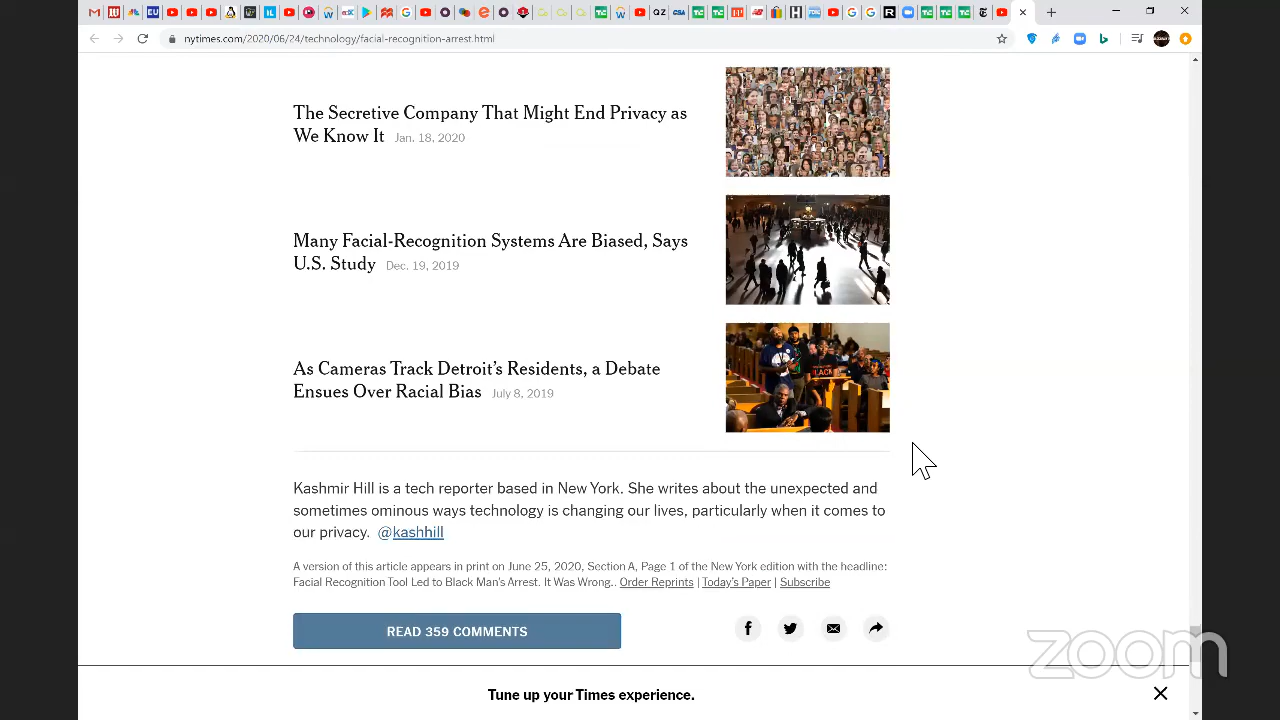 nytimes.com/2020/06/24/technology/facial-recognition-arrest.html
The Secretive Company That Might End Privacy as
We Know It Jan. 18, 2020
Many Facial-Recognition Systems Are Biased, Says
U.S. Study Dec. 19, 2019
As Cameras Track Detroit's Residents, a Debate
Ensues Over Racial Bias July 8, 2019
Kashmir Hill is a tech reporter based in New York. She writes about the unexpected and
sometimes ominous ways technology is changing our lives, particularly when it comes to
our privacy. @kashhill
A version of this article appears in print on June 25, 2020, Section A, Page 1 of the New York edition with the headline:
Facial Recognition Tool Led to Black Man's Arrest. It Was Wrong.. Order Reprints | Today's Paper | Subscribe
READ 359 COMMENTS
zoom
Tune up your Times experience.